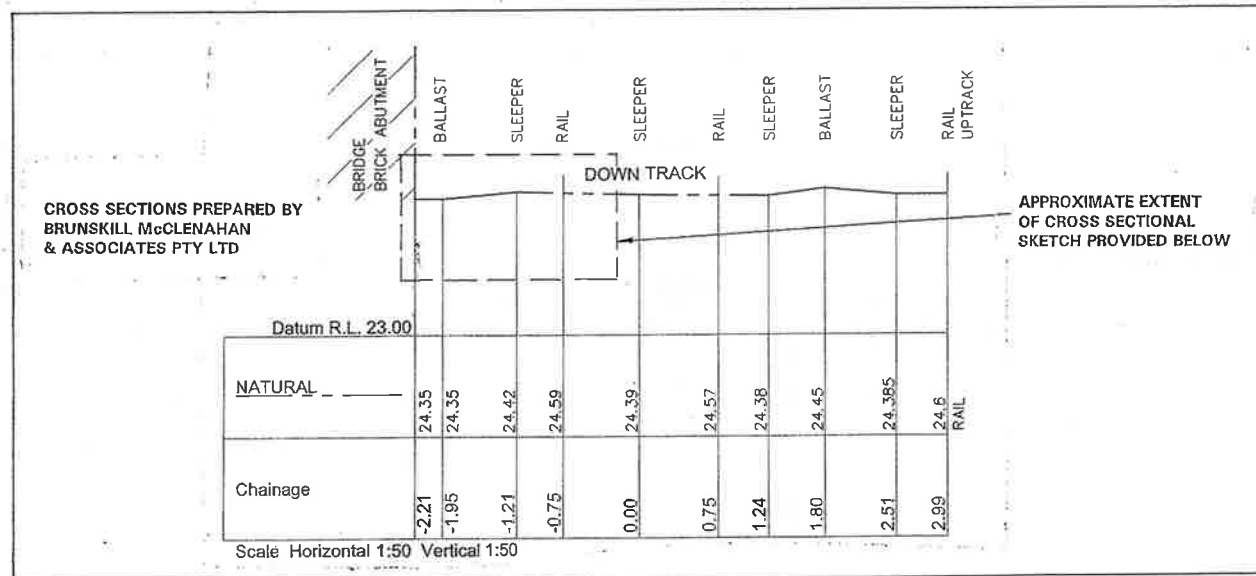 BRIDGE
BRICK ABUTMENT
BALLAST
SLEEPER
RAIL
SLEEPER
RAIL
SLEEPER
BALLAST
SLEEPER
RAIL
UPTRACK
DOWN TRACK
CROSS SECTIONS PREPARED BY
BRUNSKILL McCLENAHAN
& ASSOCIATES PTY LTD
APPROXIMATE EXTENT
OF CROSS SECTIONAL
SKETCH PROVIDED BELOW
Datum R.L. 23.00
NATURAL
24.35
24.35
24.42
24.59
24.39
24.57
24.38
24.45
24.385
24.6
RAIL
Chainage
-2.21
-1.95
-1.21
-0.75
0.00
0.75
1.24
1.80
2.51
2.99
Scale Horizontal 1:50 Vertical 1:50